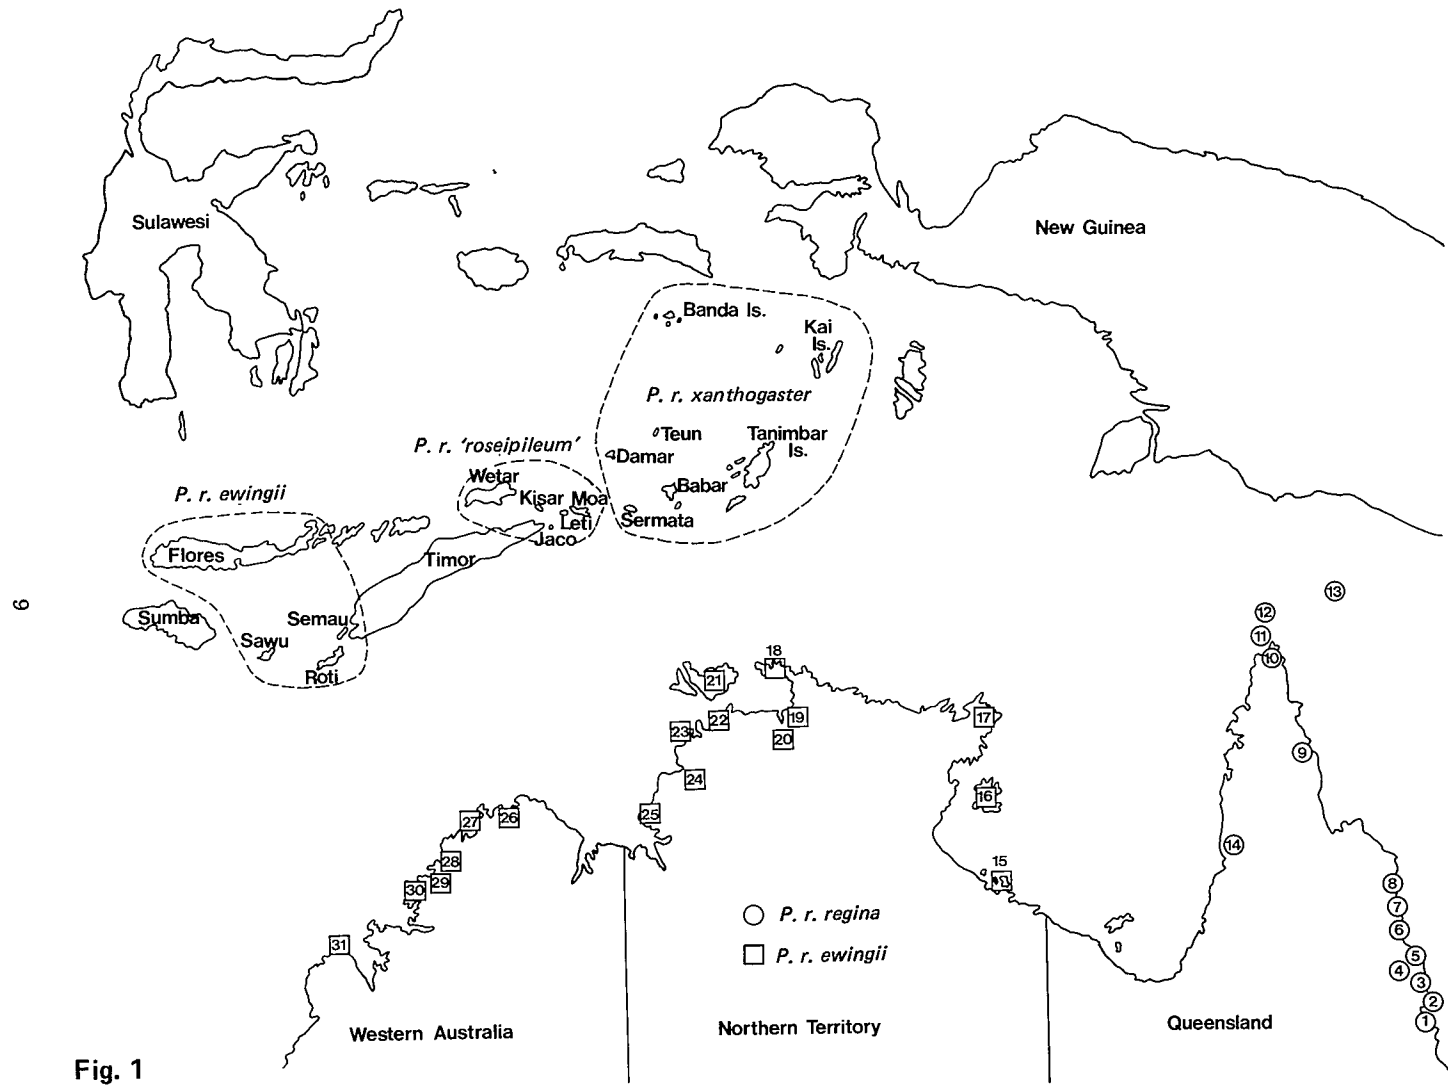 Sulawesi
New Guinea
Banda Is.
Kai
Is.
P. r. xanthogaster
Teun
Tanimbar
Is.
Damar
Babar
Sermata
P. r. 'roseipileum'
Wetar
Kisar Moa
Leti
Jaco
P. r. ewingii
Flores
Timor
Sumba
Semau
Sawu
Roti
9
13
12
11
10
18
21
17
22
19
23
20
9
24
16
25
27
26
14
28
15
29
30
8
7
6
31
5
4
3
2
1
P. r. regina
P. r. ewingii
Western Australia
Northern Territory
Queensland
Fig. 1